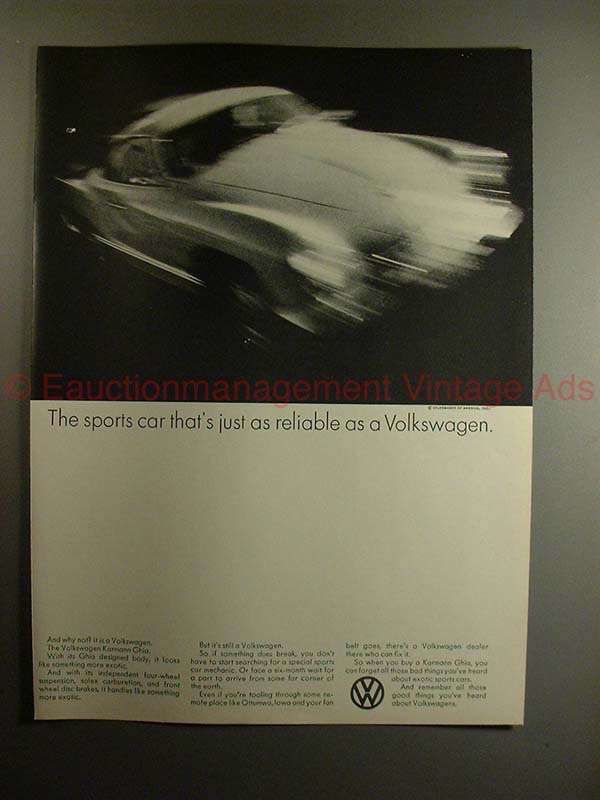 © Eauctionmanagement Vintage Ads
© VOLKSWAGEN OF AMERICA, INC.
The sports car that's just as reliable as a Volkswagen.
And why not? It is a Volkswagen.
The Volkswagen Karmann Ghia.
With its Ghia designed body, it looks
like something more exotic.
And with its independent four-wheel
suspension, solex carburetion, and front
wheel disc brakes, it handles like something
more exotic.
But it's still a Volkswagen.
So if something does break, you don't
have to start searching for a special sports
car mechanic. Or face a six-month wait for
a part to arrive from some far corner of
the earth.
Even if you're tooling through some re-
mote place like Ottumwa, Iowa and your fan
belt goes, there's a Volkswagen dealer
there who can fix it.
So when you buy a Karmann Ghia, you
can forget all those bad things you've heard
about exotic sports cars.
And remember all those
good things you've heard
about Volkswagens.
VW